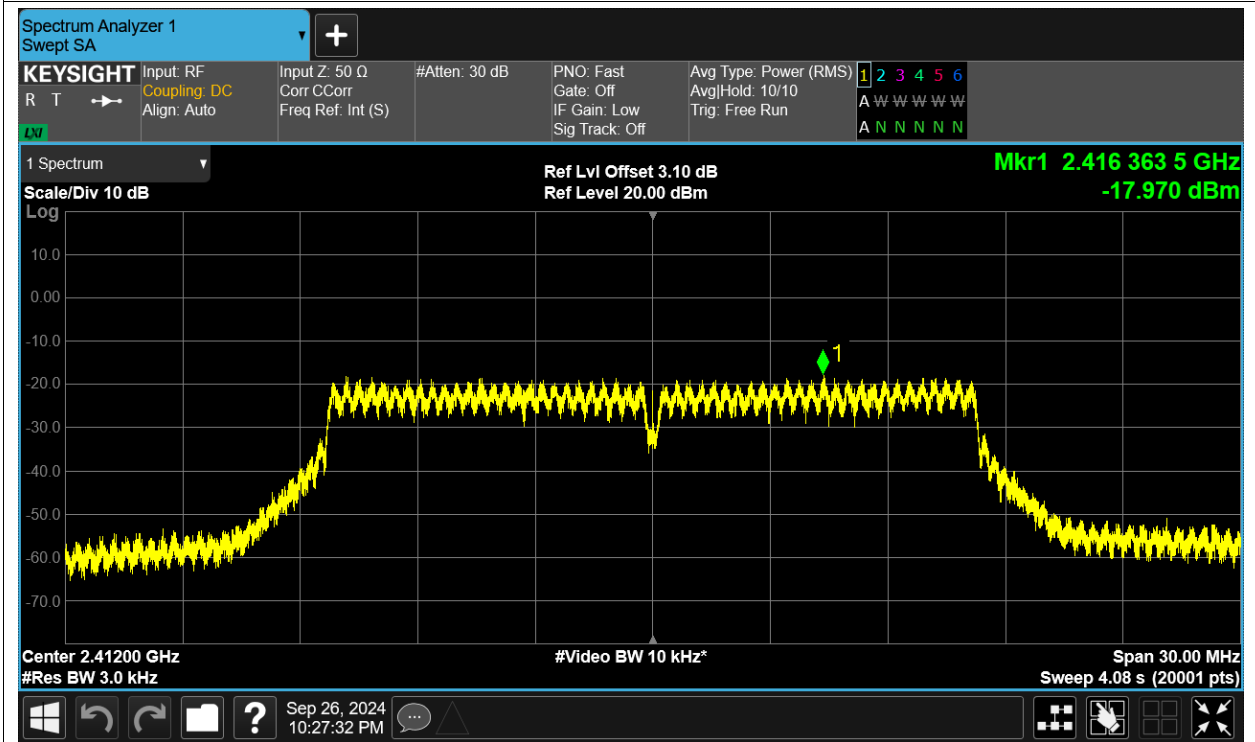 Spectrum Analyzer 1
Swept SA
+
KEYSIGHT
R T
LXI
Input: RF
Coupling: DC
Align: Auto
Input Z: 50 Ω
Corr CCorr
Freq Ref: Int (S)
#Atten: 30 dB
PNO: Fast
Gate: Off
IF Gain: Low
Sig Track: Off
Avg Type: Power (RMS)
Avg|Hold: 10/10
Trig: Free Run
1 2 3 4 5 6
A W W W W W
A N N N N N
1 Spectrum
Scale/Div 10 dB
Log
Ref Lvl Offset 3.10 dB
Ref Level 20.00 dBm
Mkr1 2.416 363 5 GHz
-17.970 dBm
10.0
0.00
-10.0
1
-20.0
-30.0
-40.0
-50.0
-60.0
-70.0
Center 2.41200 GHz
#Res BW 3.0 kHz
#Video BW 10 kHz*
Span 30.00 MHz
Sweep 4.08 s (20001 pts)
?
Sep 26, 2024
10:27:32 PM